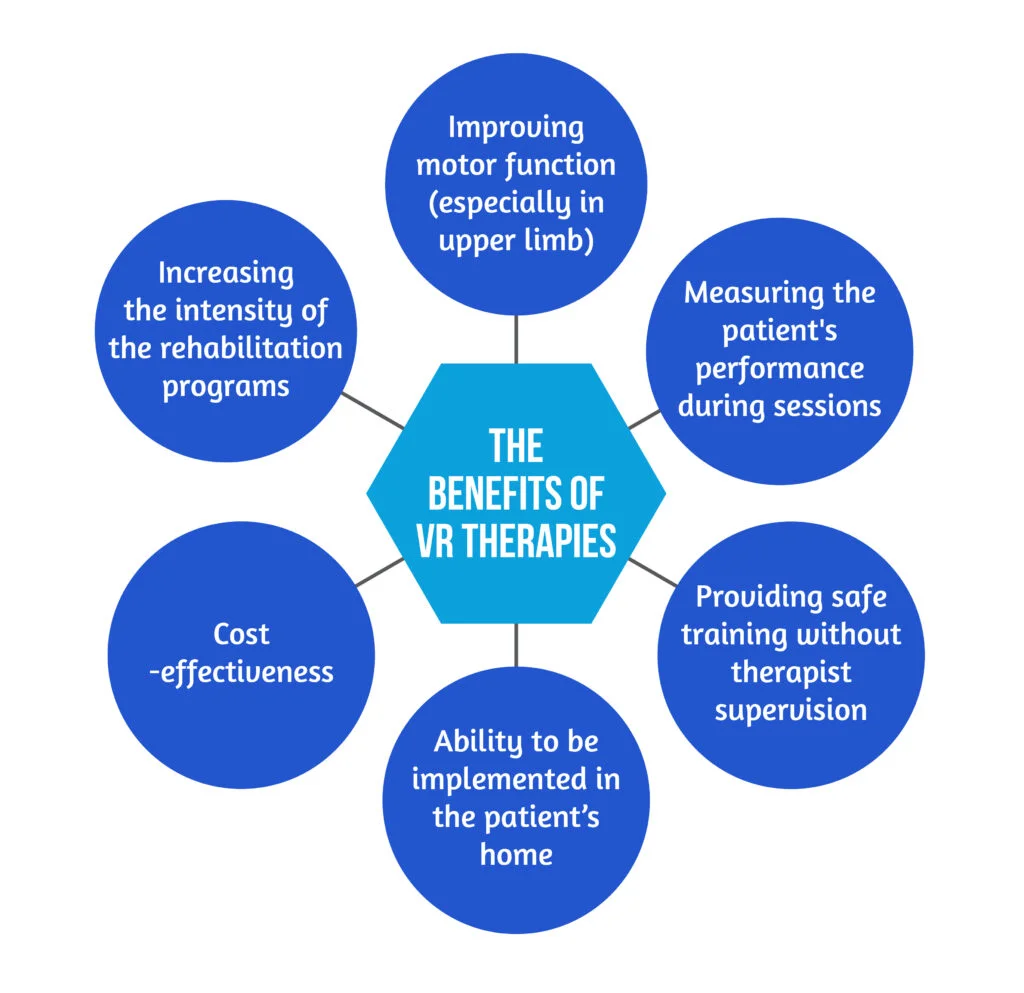 Improving
motor function
(especially in
upper limb)
Measuring the
patient's
performance
during sessions
Providing safe
training without
therapist
supervision
Ability to be
implemented in
the patient’s
home
Cost
-effectiveness
Increasing
the intensity of
the rehabilitation
programs
THE
BENEFITS OF
VR THERAPIES